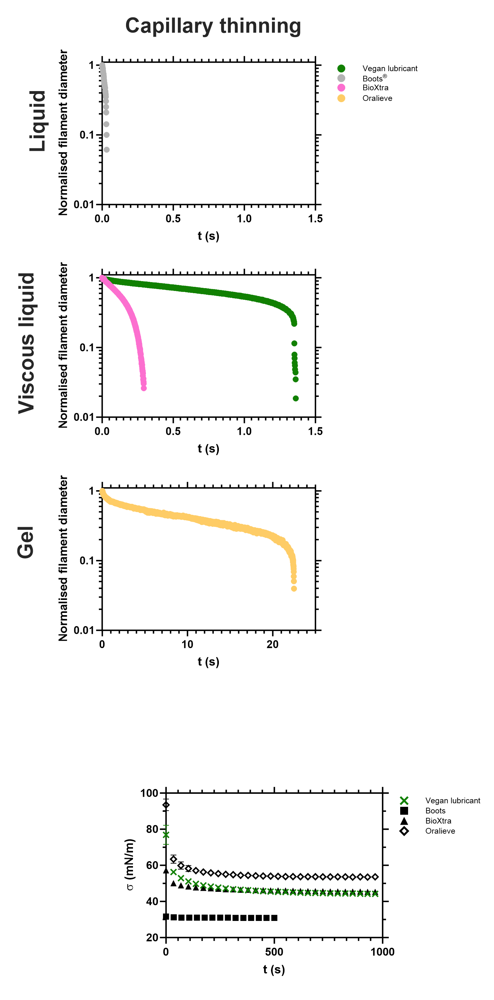 Capillary thinning
Liquid
Normalised filament diameter
1
0.1
0.01
0.0 0.5 1.0 1.5
t (s)
Vegan lubricant
Boots®
BioXtra
Oralieve
Viscous liquid
Normalised filament diameter
1
0.1
0.01
0.0 0.5 1.0 1.5
t (s)
Gel
Normalised filament diameter
1
0.1
0.01
0 10 20
t (s)
σ (mN/m)
100
80
60
40
20
0 500 1000
t (s)
Vegan lubricant
Boots
BioXtra
Oralieve